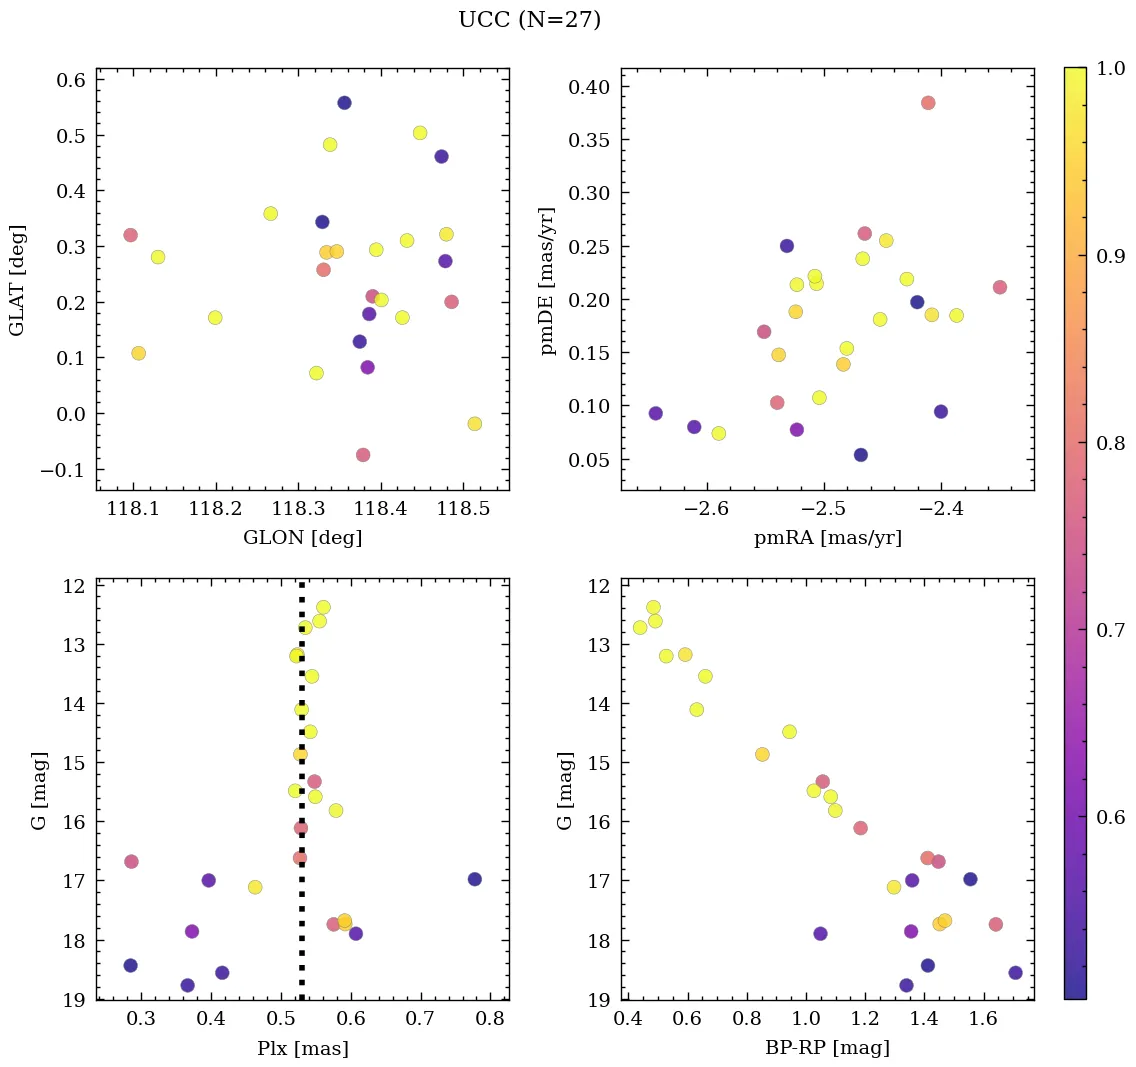 UCC (N=27)
0.6
0.5
0.4
0.3
0.2
0.1
0.0
−0.1
GLAT [deg]
118.1 118.2 118.3 118.4 118.5
GLON [deg]
0.40
0.35
0.30
0.25
0.20
0.15
0.10
0.05
pmDE [mas/yr]
−2.6 −2.5 −2.4
pmRA [mas/yr]
12
13
14
15
16
17
18
19
G [mag]
0.3 0.4 0.5 0.6 0.7 0.8
Plx [mas]
12
13
14
15
16
17
18
19
G [mag]
0.4 0.6 0.8 1.0 1.2 1.4 1.6
BP-RP [mag]
1.0
0.9
0.8
0.7
0.6